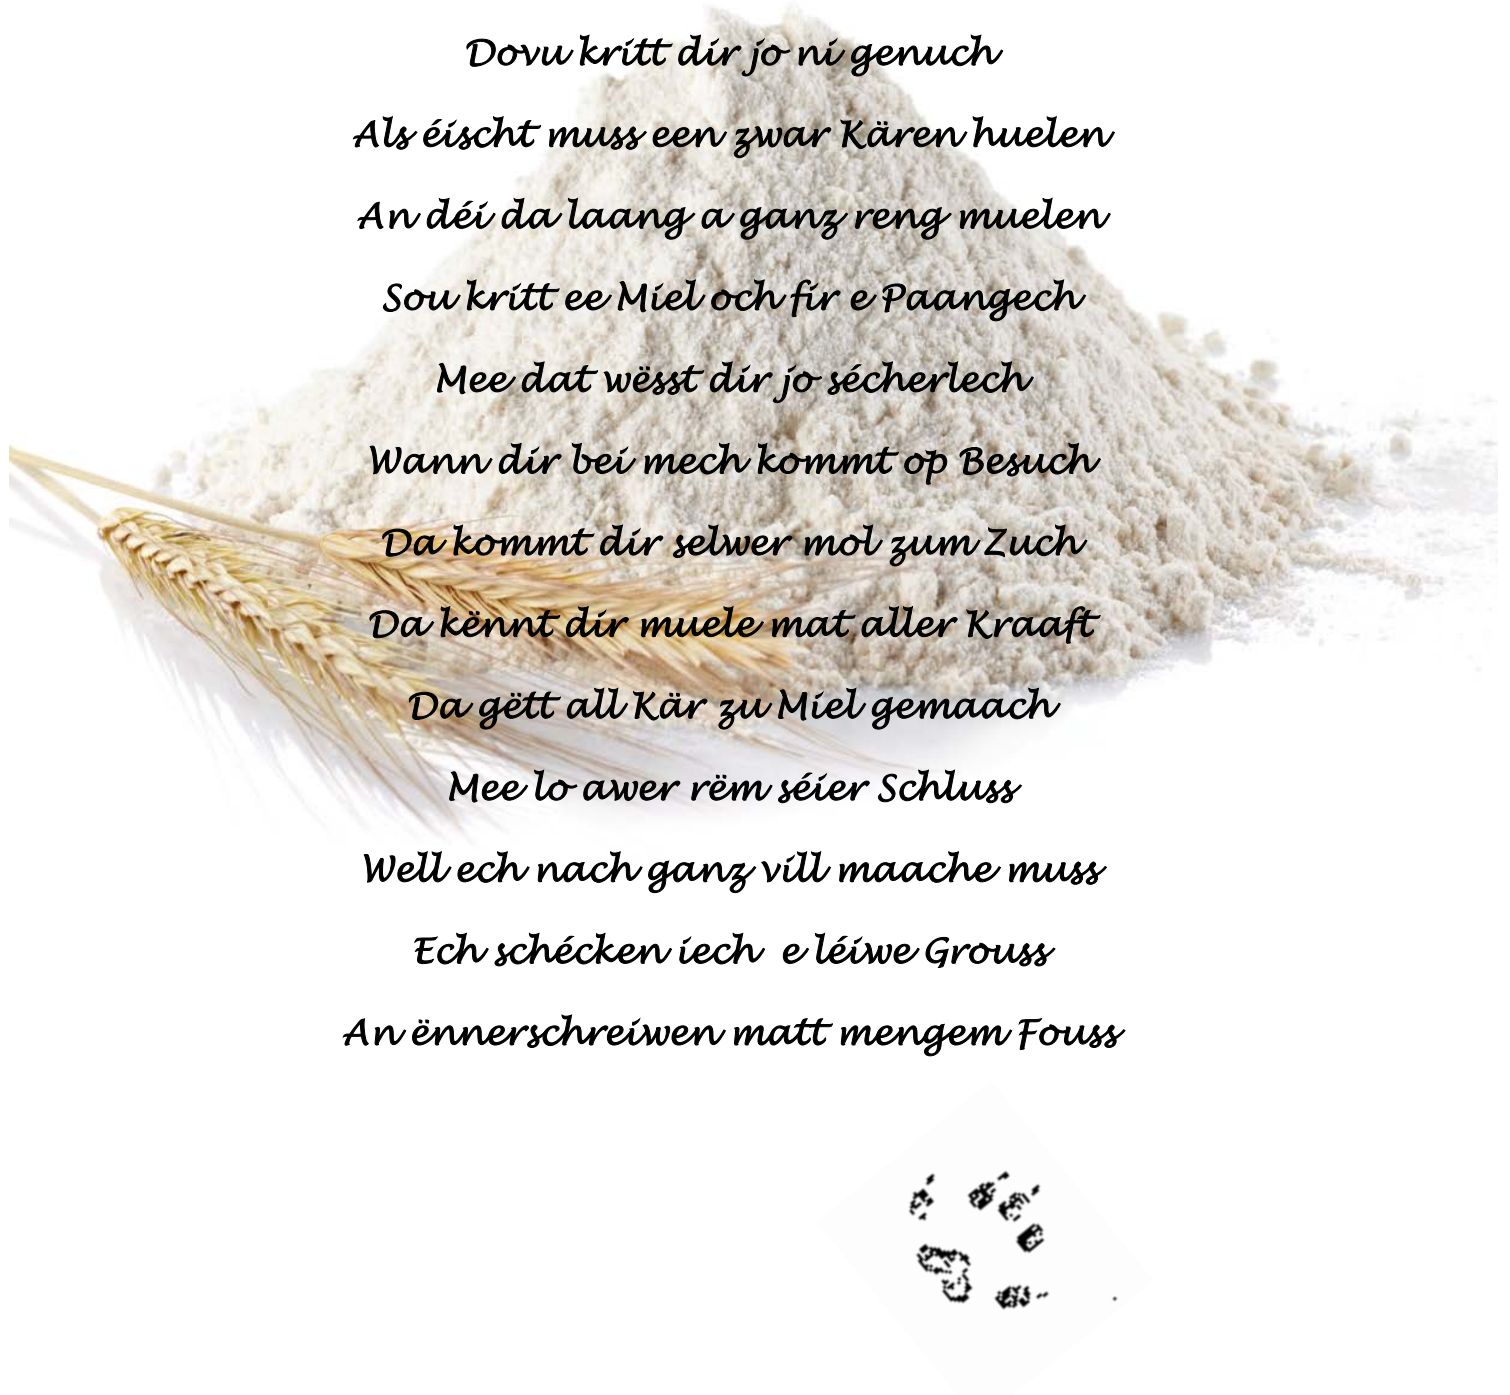 Dovu kritt dir jo ni genuch
Als éischt muss een zwar Kären huelen
An déi da laang a ganz reng muelen
Sou kritt ee Miel och fir e Paangech
Mee dat wësst dir jo sécherlech
Wann dir bei mech kommt op Besuch
Da kommt dir selwer mol zum Zuch
Da kënnt dir muele mat aller Kraaft
Da gëtt all Kär zu Miel gemaach
Mee lo awer rëm séier Schluss
Well ech nach ganz vill maache muss
Ech schécken iech e léiwe Grouss
An ënnerschreiwen matt mengem Fouss